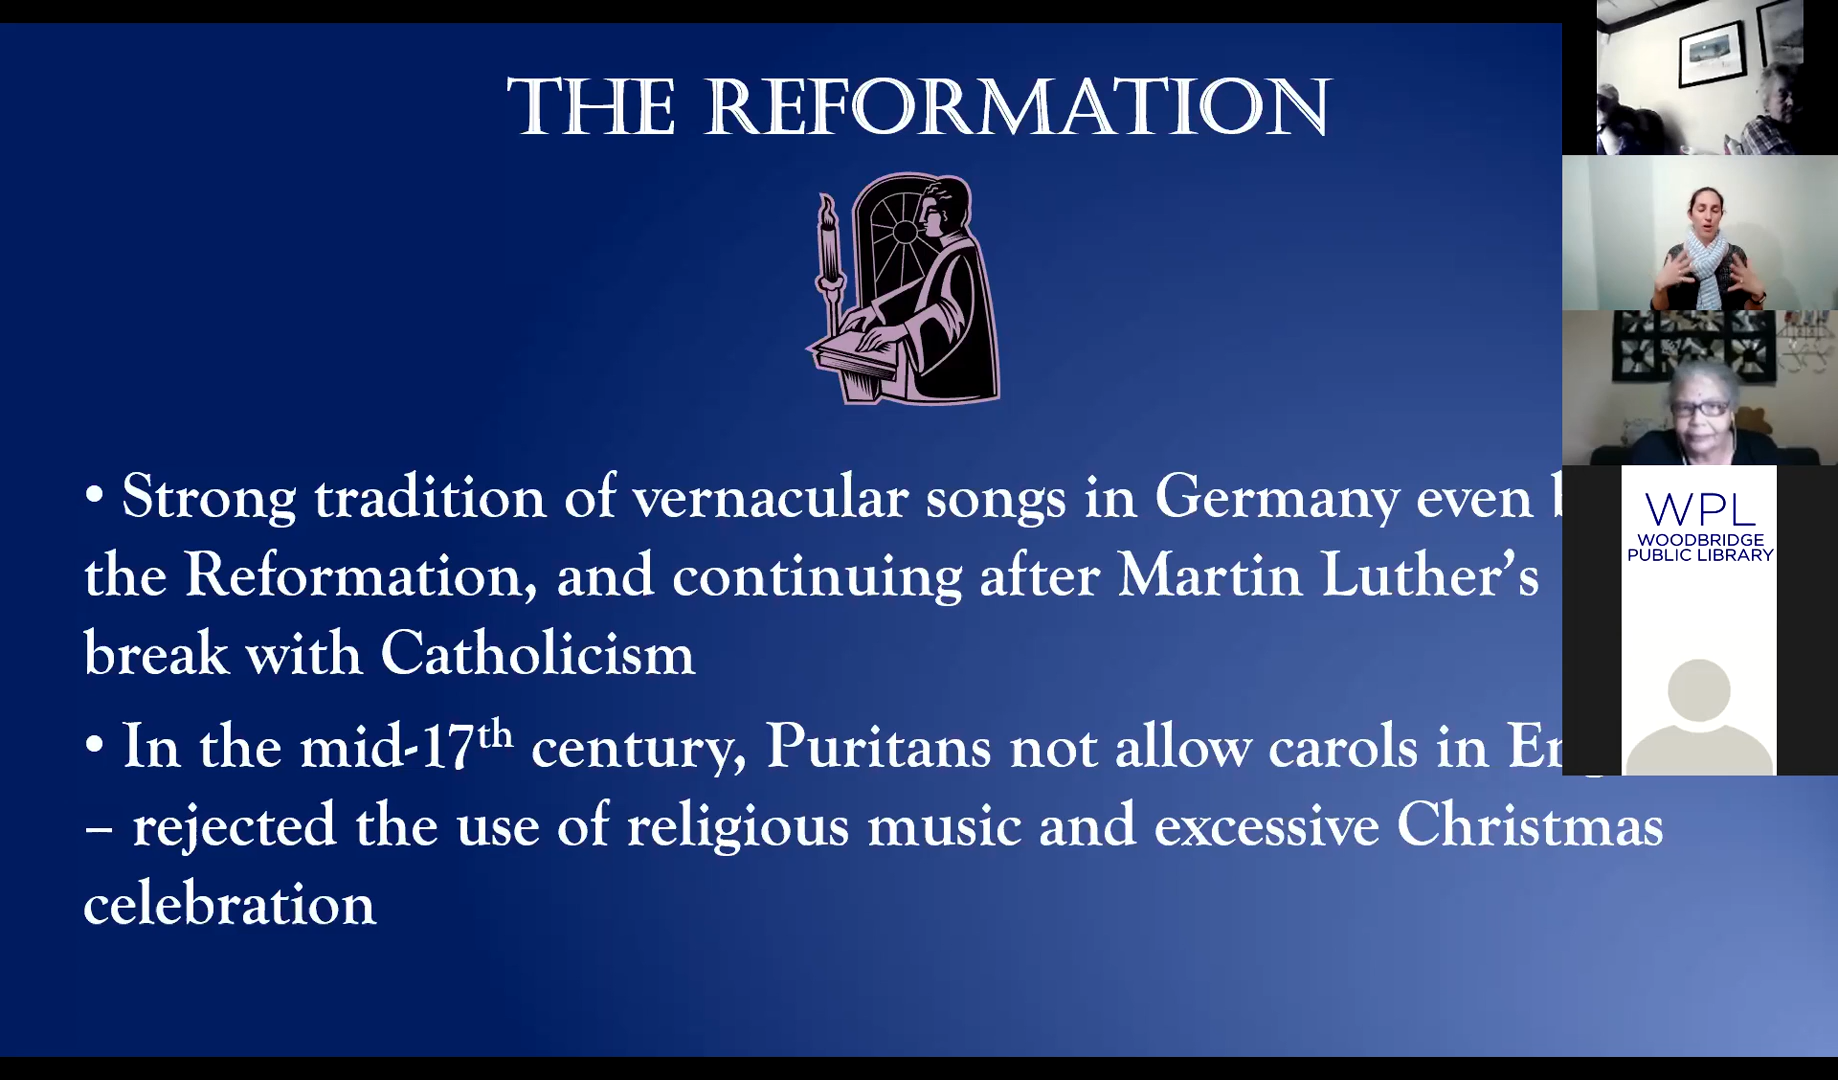 THE REFORMATION
• Strong tradition of vernacular songs in Germany even
the Reformation, and continuing after Martin Luther's
break with Catholicism
• In the mid-17th century, Puritans not allow carols in
– rejected the use of religious music and excessive Christmas
celebration
WPL
WOODBRIDGE
PUBLIC LIBRARY